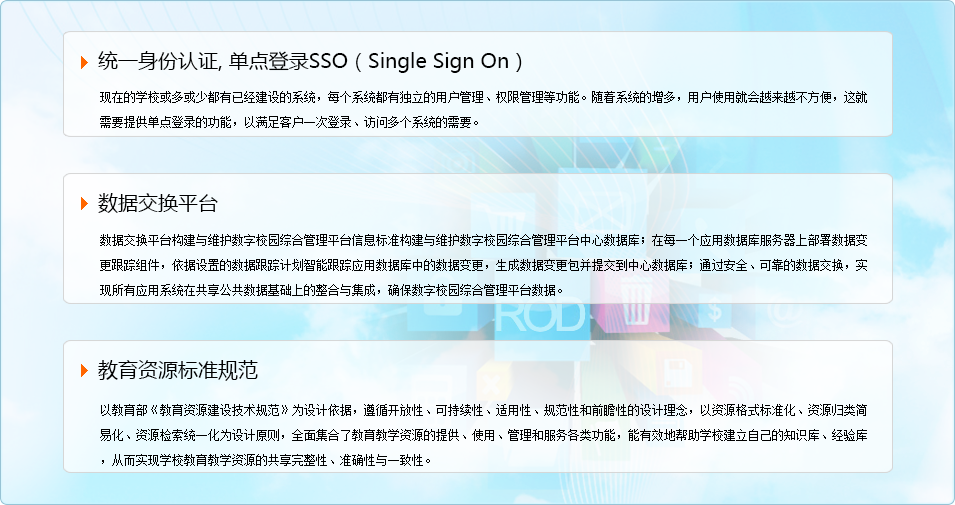 统一身份认证, 单点登录SSO（Single Sign On）
现在的学校或多或少都有已经建设的系统，每个系统都有独立的用户管理、权限管理等功能。随着系统的增多，用户使用就会越来越不方便，这就
需要提供单点登录的功能，以满足客户一次登录、访问多个系统的需要。
数据交换平台
数据交换平台构建与维护数字校园综合管理平台信息标准构建与维护数字校园综合管理平台中心数据库；在每一个应用数据库服务器上部署数据变
更跟踪组件，依据设置的数据跟踪计划智能跟踪应用数据库中的数据变更，生成数据变更包并提交到中心数据库；通过安全、可靠的数据交换，实
现所有应用系统在共享公共数据基础上的整合与集成，确保数字校园综合管理平台数据。
ROD
教育资源标准规范
以教育部《教育资源建设技术规范》为设计依据，遵循开放性、可持续性、适用性、规范性和前瞻性的设计理念，以资源格式标准化、资源归类简
易化、资源检索统一化为设计原则，全面集合了教育教学资源的提供、使用、管理和服务各类功能，能有效地帮助学校建立自己的知识库、经验库
，从而实现学校教育教学资源的共享完整性、准确性与一致性。